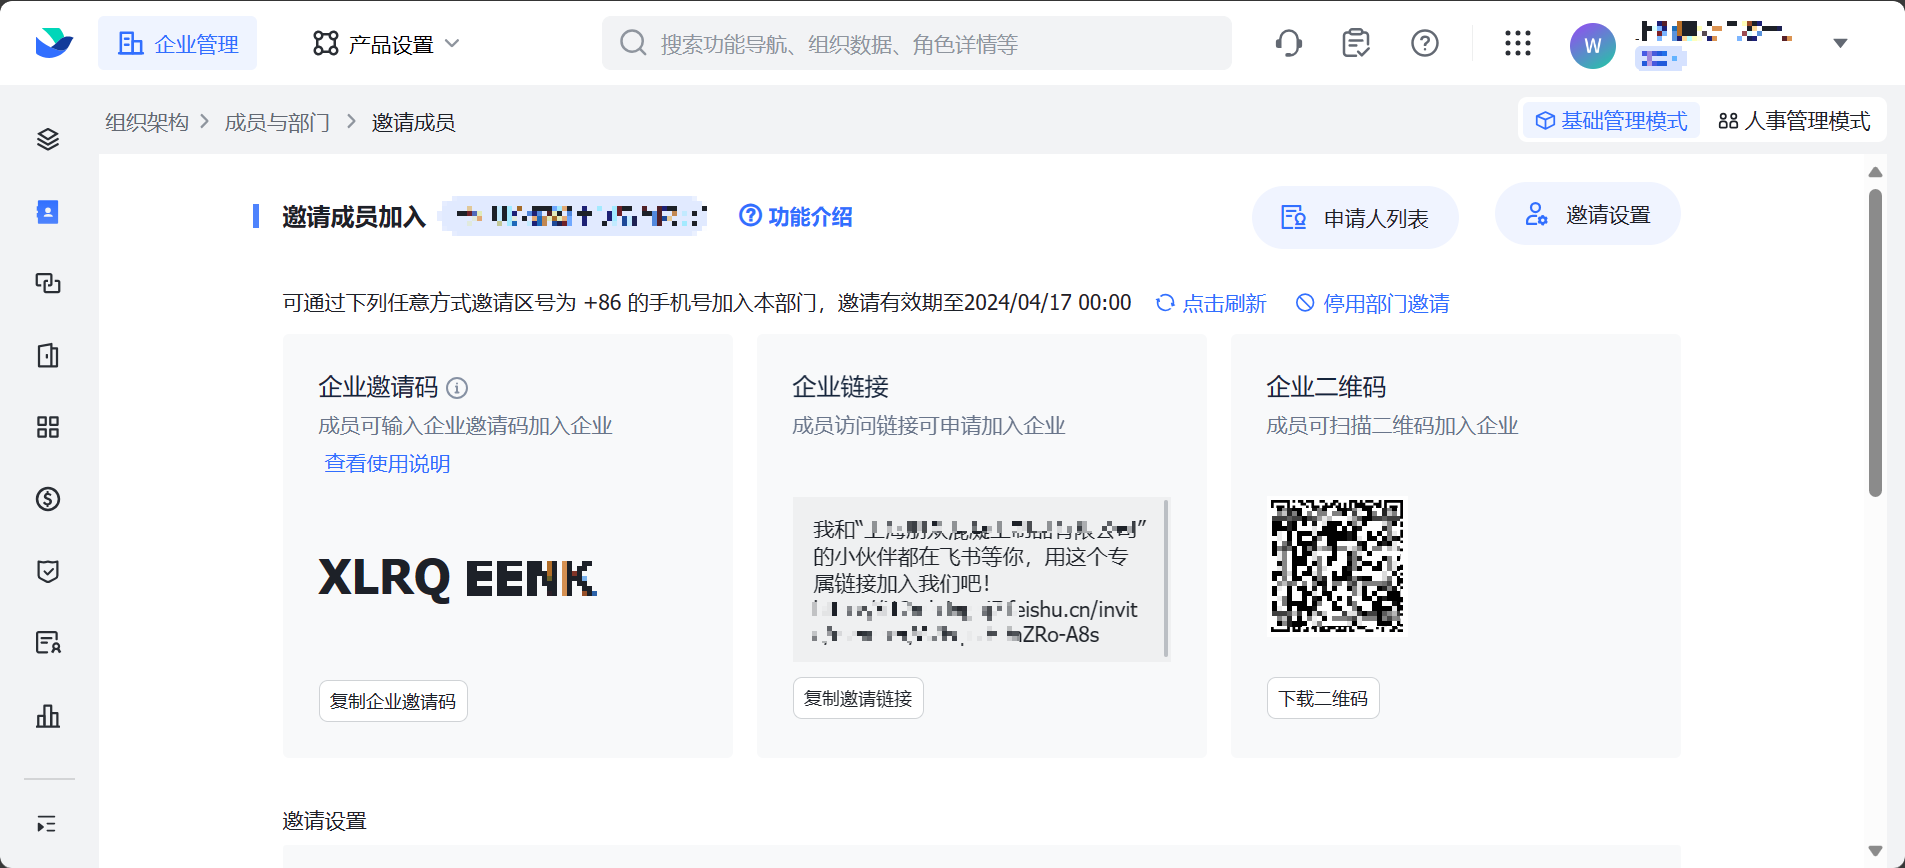 企业管理
产品设置
搜索功能导航、组织数据、角色详情等
W
组织架构 > 成员与部门 > 邀请成员
基础管理模式
人事管理模式
邀请成员加入
功能介绍
申请人列表
邀请设置
可通过下列任意方式邀请区号为 +86 的手机号加入本部门，邀请有效期至2024/04/17 00:00
点击刷新
停用部门邀请
企业邀请码
成员可输入企业邀请码加入企业
查看使用说明
XLRQ
复制企业邀请码
企业链接
成员访问链接可申请加入企业
我和“
”
的小伙伴都在飞书等你，用这个专
属链接加入我们吧！
eishu.cn/invit
ZRo-A8s
复制邀请链接
企业二维码
成员可扫描二维码加入企业
下载二维码
邀请设置